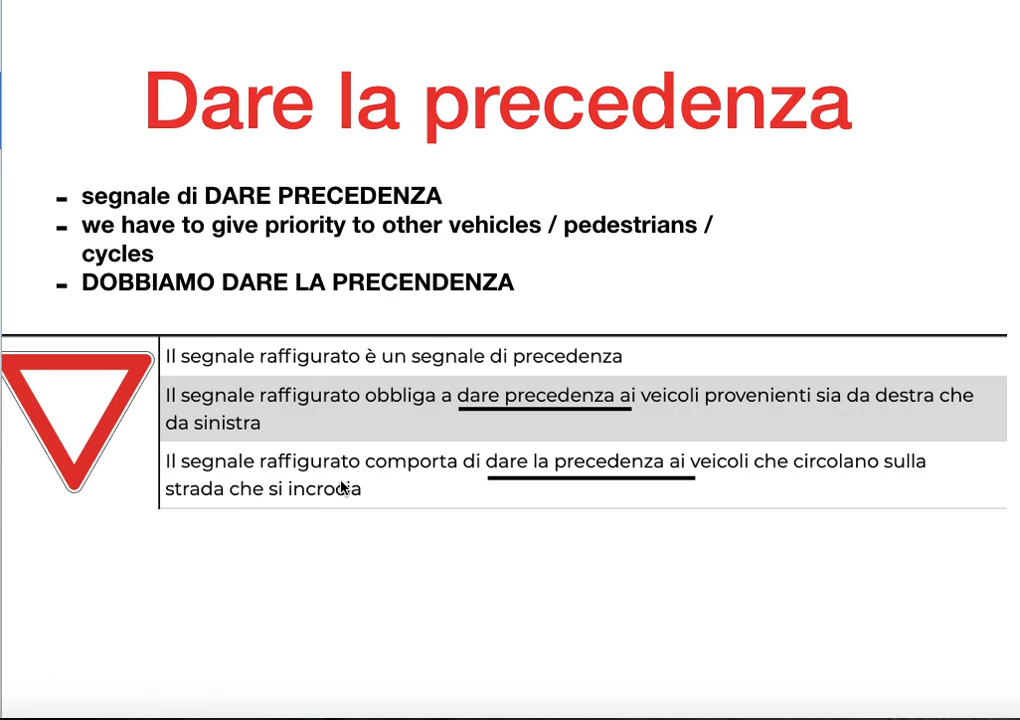 Dare la precedenza
- segnale di DARE PRECEDENZA
- we have to give priority to other vehicles / pedestrians /
cycles
- DOBBIAMO DARE LA PRECENDENZA
Il segnale raffigurato è un segnale di precedenza
Il segnale raffigurato obbliga a dare precedenza ai veicoli provenienti sia da destra che
da sinistra
Il segnale raffigurato comporta di dare la precedenza ai veicoli che circolano sulla
strada che si incrocia